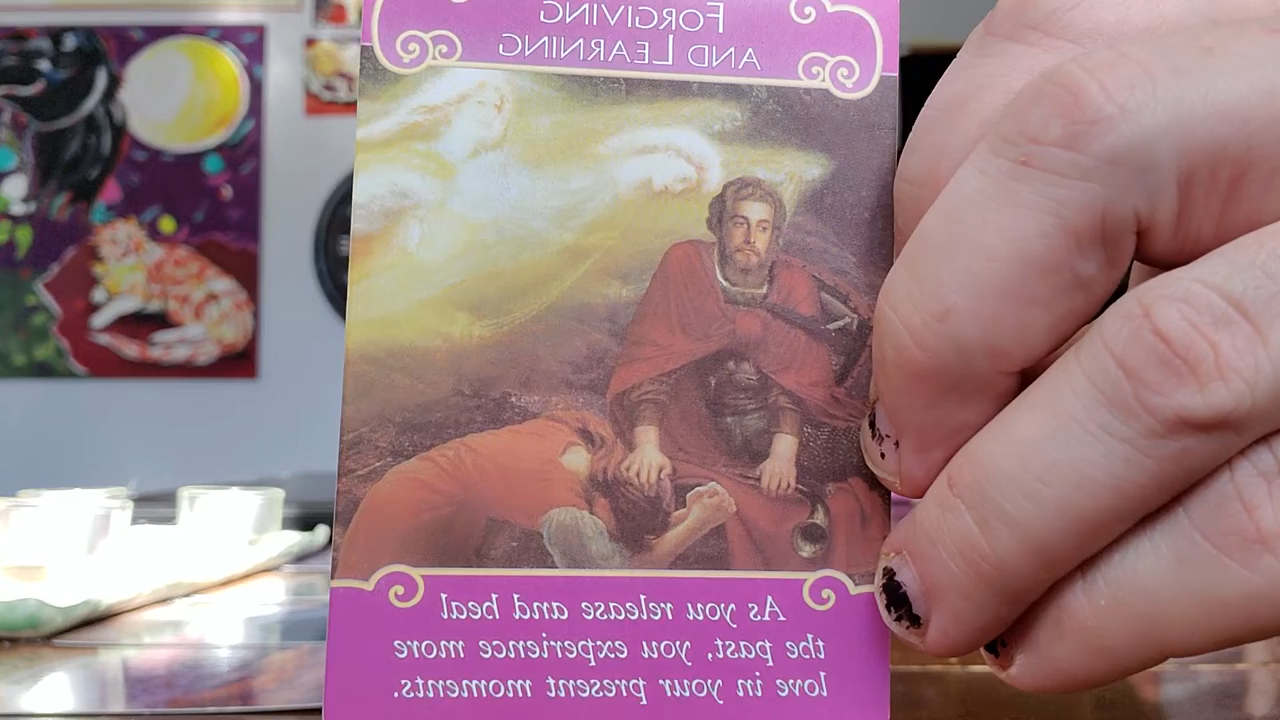 FORGIVING
AND LEARNING
As you release and heal
the past, you experience more
love in your present moments.